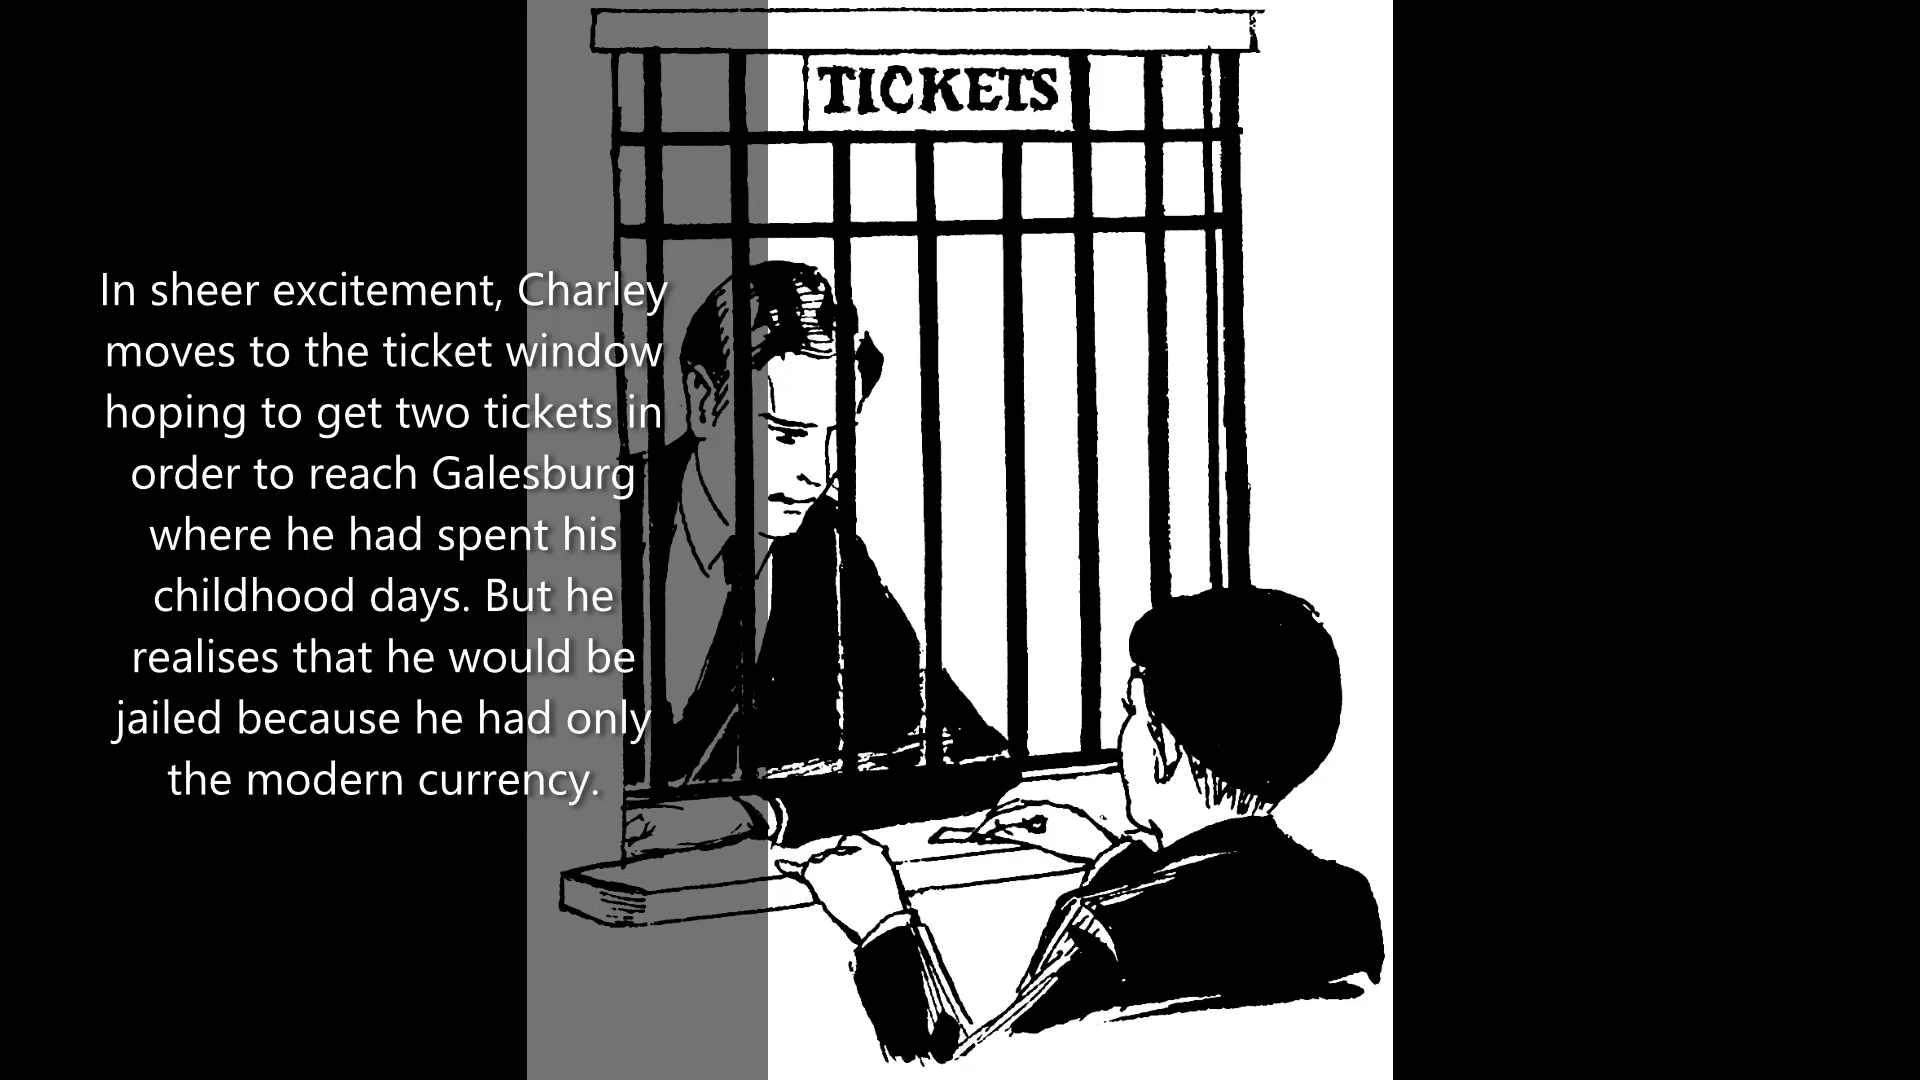 TICKETS
In sheer excitement, Charley
moves to the ticket window
hoping to get two tickets in
order to reach Galesburg
where he had spent his
childhood days. But he
realises that he would be
jailed because he had only
the modern currency.